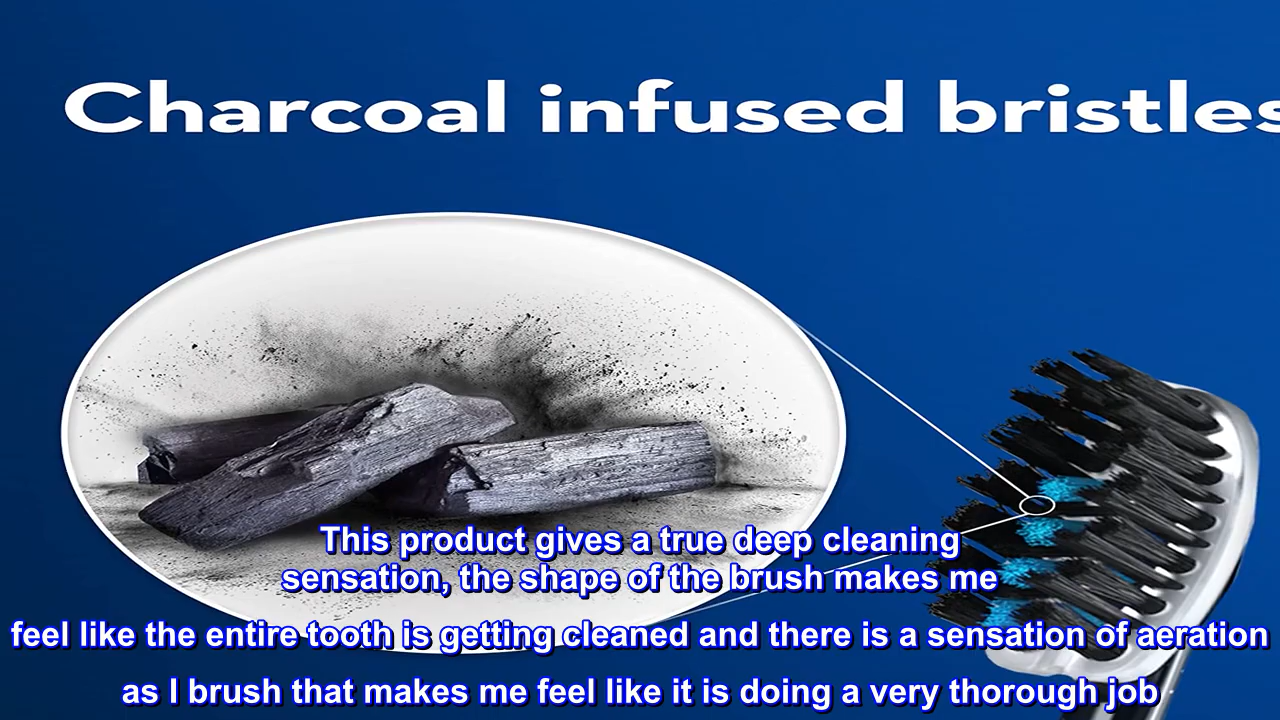 Charcoal infused bristles
This product gives a true deep cleaning
sensation, the shape of the brush makes me
feel like the entire tooth is getting cleaned and there is a sensation of aeration
as I brush that makes me feel like it is doing a very thorough job